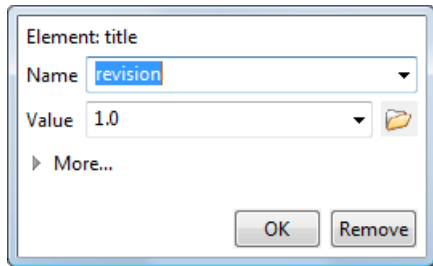 Element: title
Name revision
Value 1.0
More...
OK Remove